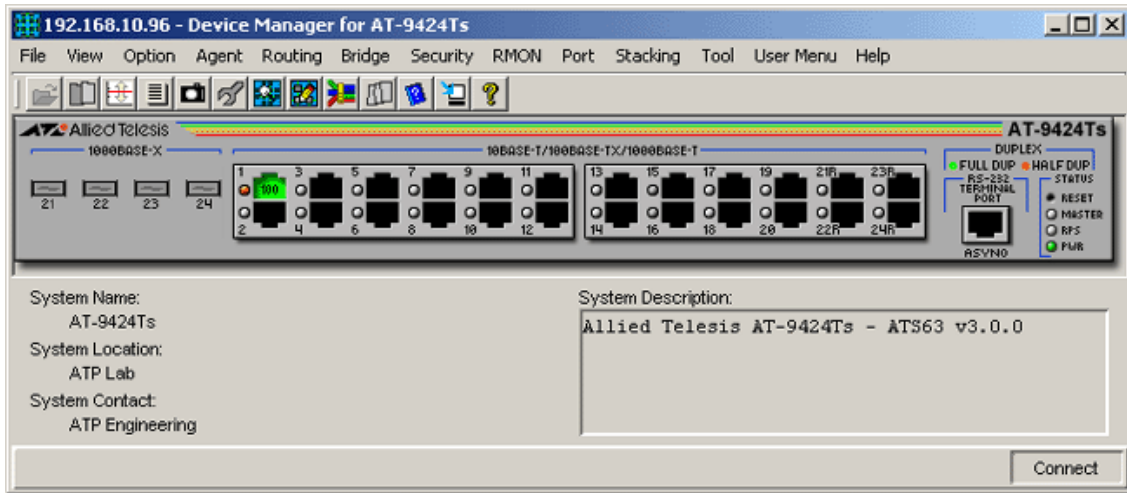 192.168.10.96 - Device Manager for AT-9424Ts
File View Option Agent Routing Bridge Security RMON Port Stacking Tool User Menu Help
Allied Telesis
AT-9424Ts
1000BASE-X
10BASE-T/100BASE-TX/1000BASE-T
DUPLEX
FULL DUP HALF DUP
RS-232
TERMINAL
PORT
STATUS
RESET
MASTER
RPS
PWR
ASYN0
1 3 5 7 9 11 13 15 17 19 21R 23R
100
21 22 23 24
2 4 6 8 10 12 14 16 18 20 22R 24R
System Name:
AT-9424Ts
System Location:
ATP Lab
System Contact:
ATP Engineering
System Description:
Allied Telesis AT-9424Ts - ATS63 v3.0.0
Connect